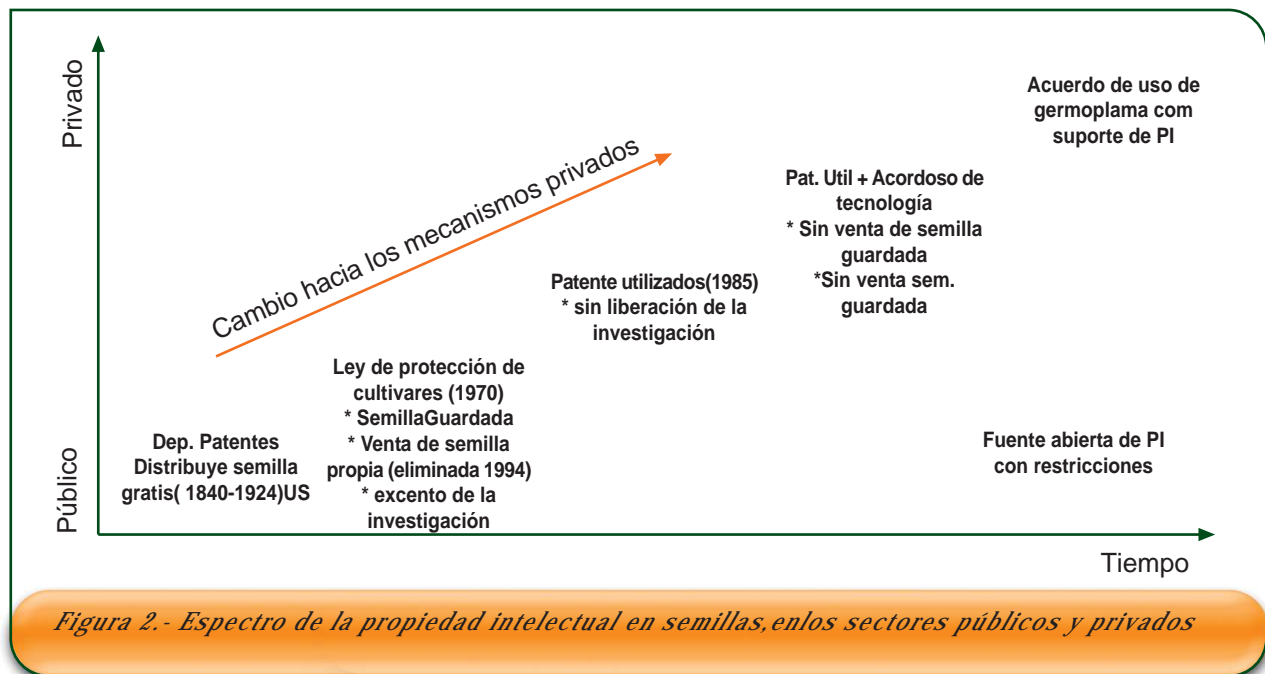 Privado
Público
Cambio hacia los mecanismos privados
Dep. Patentes
Distribuye semilla
gratis( 1840-1924)US
Ley de protección de
cultivares (1970)
* SemillaGuardada
* Venta de semilla
propia (eliminada 1994)
* excento de la
investigación
Patente utilizados(1985)
* sin liberación de la
investigación
Pat. Util + Acordoso de
tecnología
* Sin venta de semilla
guardada
*Sin venta sem.
guardada
Acuerdo de uso de
germoplama com
suporte de PI
Fuente abierta de PI
con restricciones
Tiempo
Figura 2.- Espectro de la propiedad intelectual en semillas,enlos sectores públicos y privados